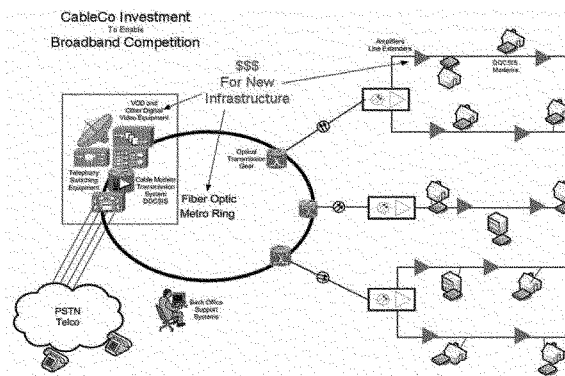 CableCo Investment
To Enable
Broadband Competition
$$$
For New
Infrastructure
Amplifiers
Line Extenders
DOCSIS
Modems
VOD and
Other Digital
Video Equipment
Telephony
Switching
Equipment
Cable Modem
Transmission
System
DOCSIS
Optical
Transmission
Gear
Fiber Optic
Metro Ring
Back Office
Support
Systems
PSTN
Telco